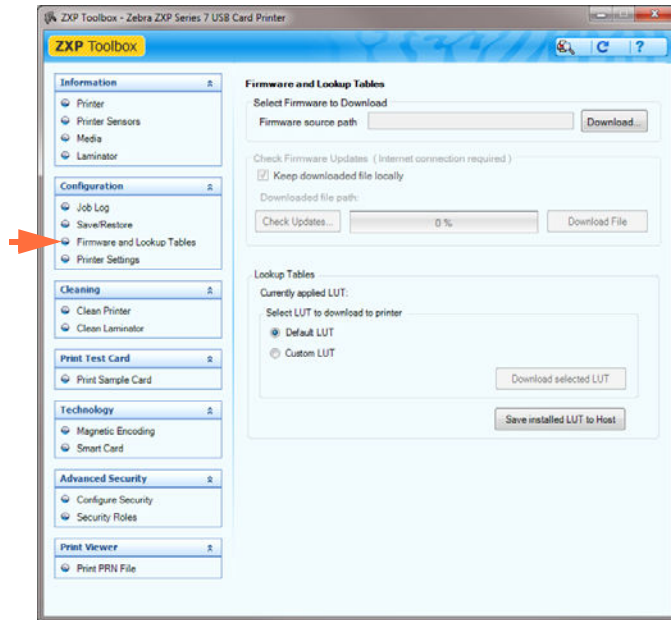 ZXP Toolbox - Zebra ZXP Series 7 USB Card Printer
ZXP Toolbox
?
Information
Printer
Printer Sensors
Media
Laminator
Configuration
Job Log
Save/Restore
Firmware and Lookup Tables
Printer Settings
Cleaning
Clean Printer
Clean Laminator
Print Test Card
Print Sample Card
Technology
Magnetic Encoding
Smart Card
Advanced Security
Configure Security
Security Roles
Print Viewer
Print PRN File
Firmware and Lookup Tables
Select Firmware to Download
Firmware source path
Download...
Check Firmware Updates ( Internet connection required )
Keep downloaded file locally
Downloaded file path:
Check Updates...
0 %
Download File
Lookup Tables
Currently applied LUT:
Select LUT to download to printer
Default LUT
Custom LUT
Download selected LUT
Save installed LUT to Host